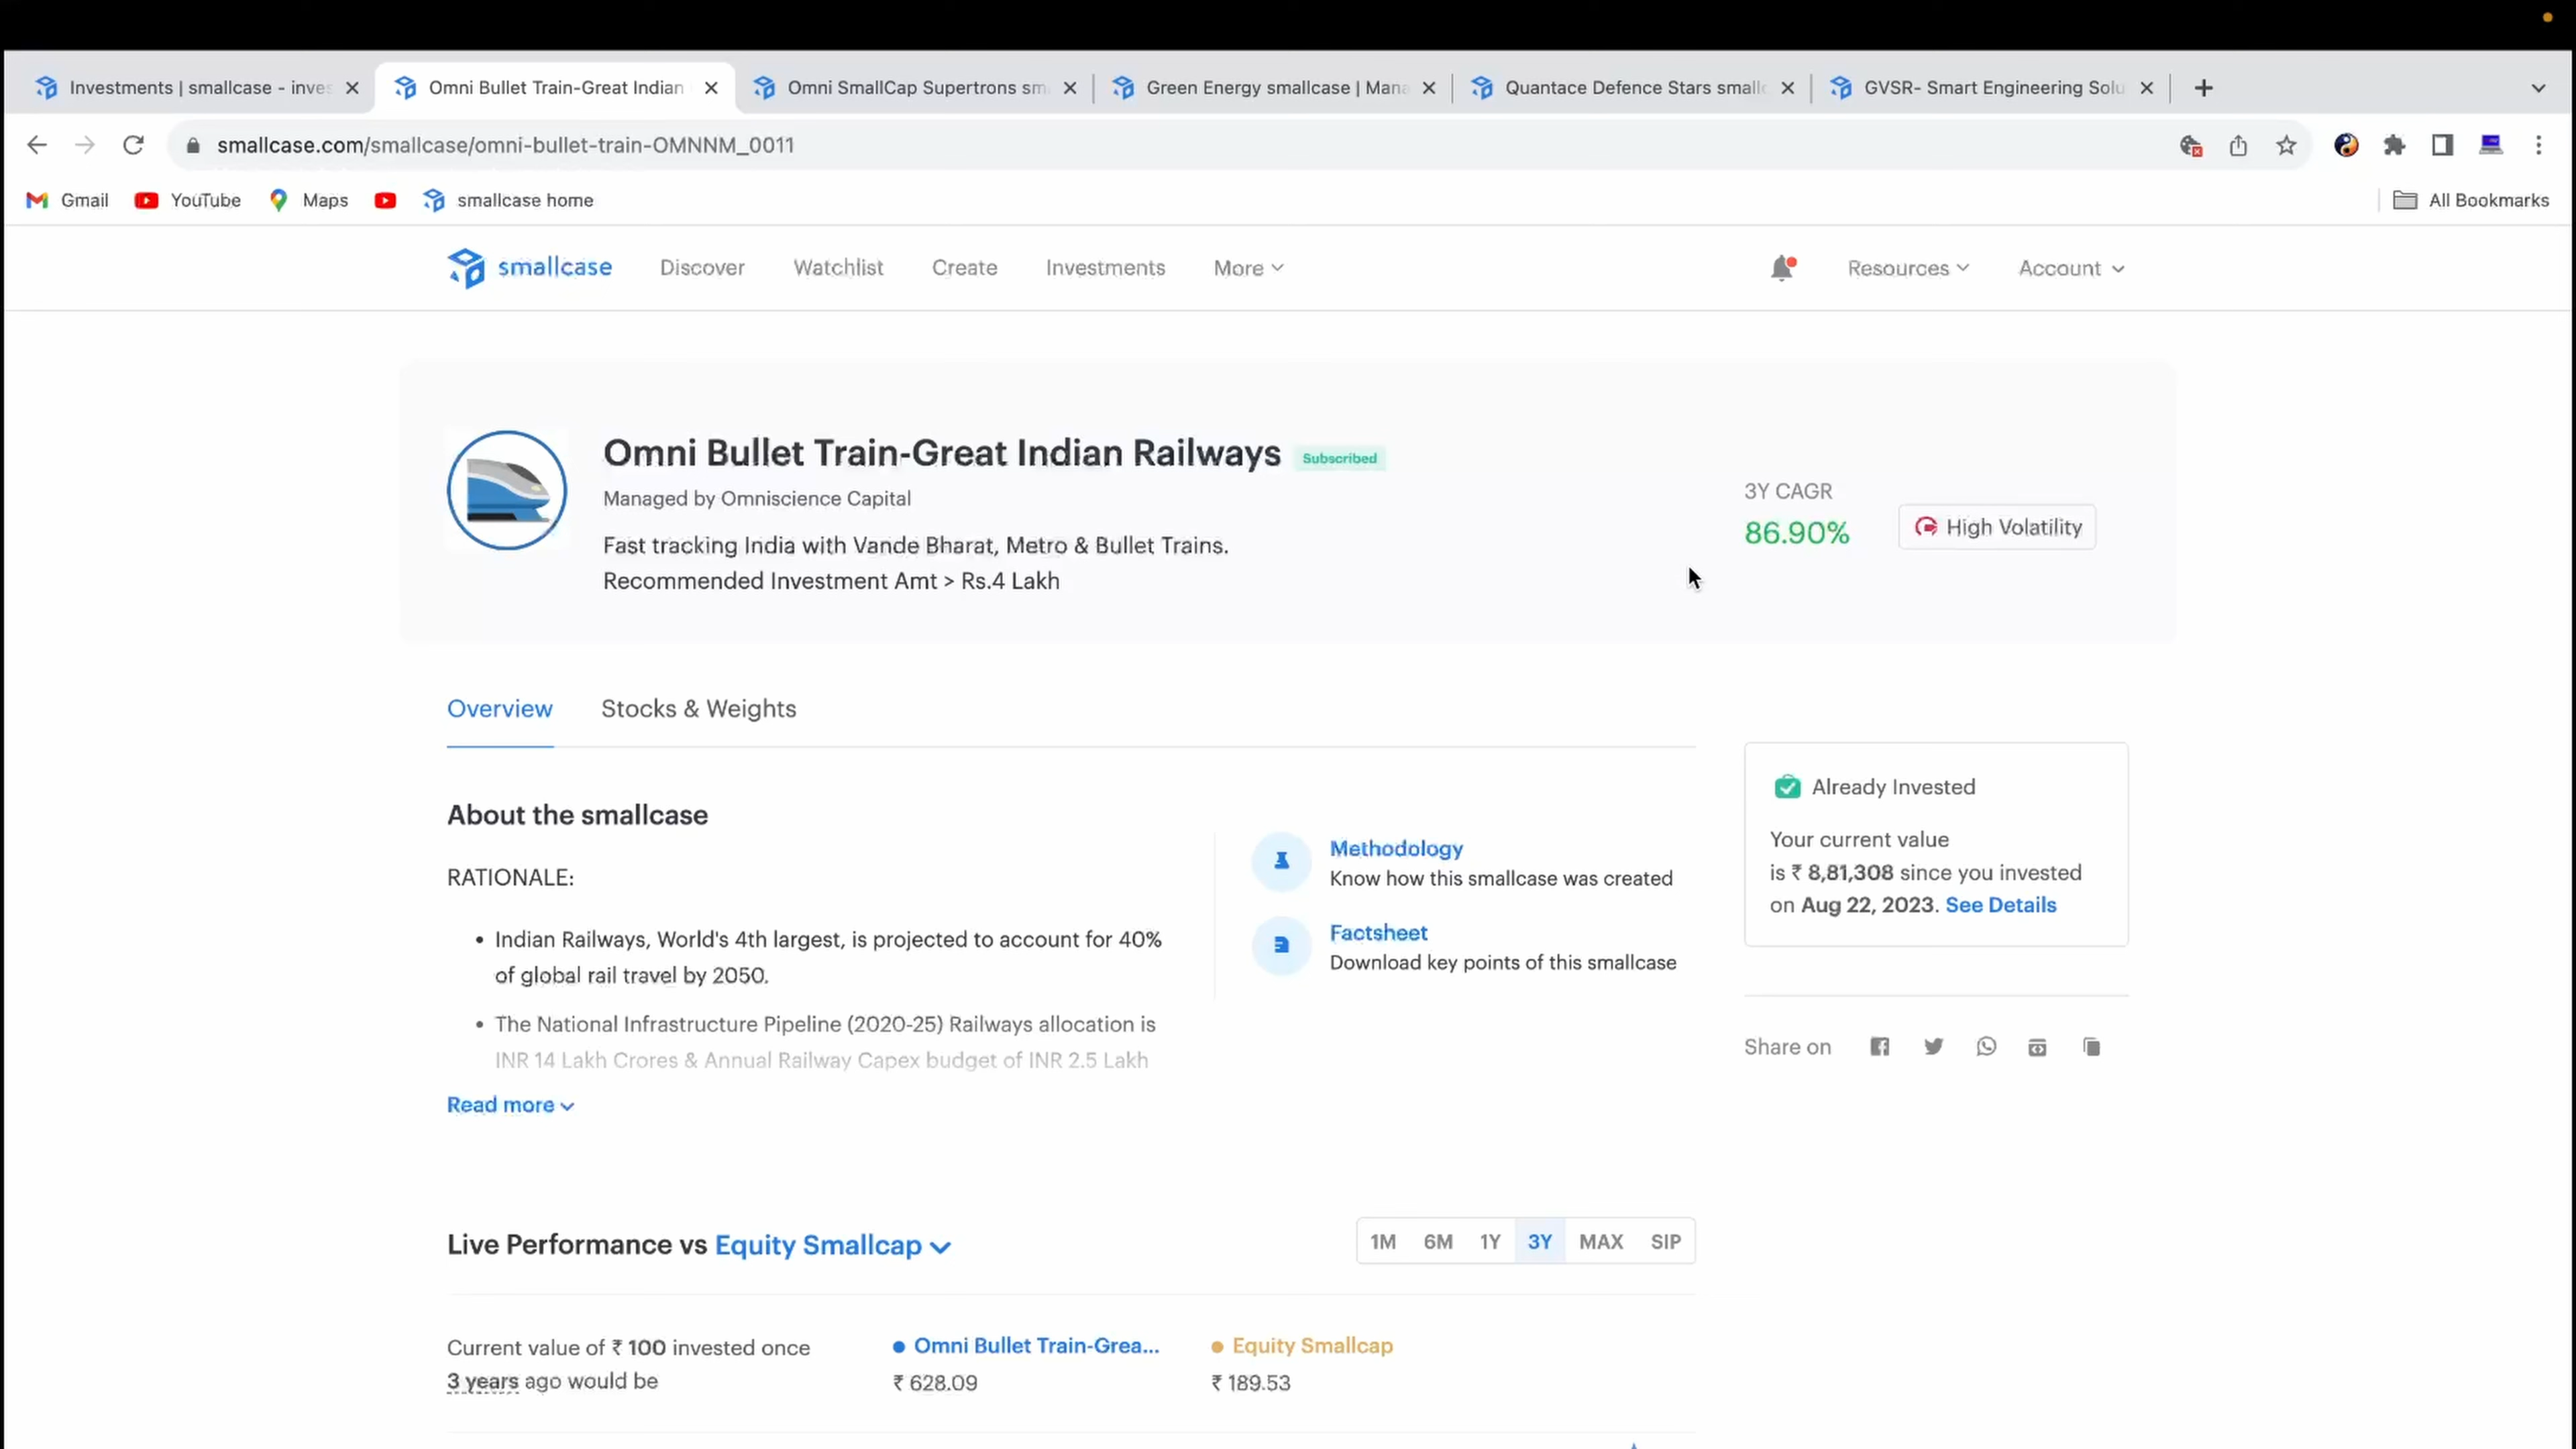 Investments | smallcase - inves
Omni Bullet Train-Great Indian
Omni SmallCap Supertrons sm
Green Energy smallcase | Mana
Quantace Defence Stars smallc
GVSR- Smart Engineering Solu
smallcase.com/smallcase/omni-bullet-train-OMNNM_0011
Gmail
YouTube
Maps
smallcase home
All Bookmarks
smallcase
Discover
Watchlist
Create
Investments
More
Resources
Account
Omni Bullet Train-Great Indian Railways
Subscribed
Managed by Omniscience Capital
Fast tracking India with Vande Bharat, Metro & Bullet Trains.
Recommended Investment Amt > Rs.4 Lakh
3Y CAGR
86.90%
High Volatility
Overview
Stocks & Weights
About the smallcase
RATIONALE:
• Indian Railways, World's 4th largest, is projected to account for 40%
of global rail travel by 2050.
• The National Infrastructure Pipeline (2020-25) Railways allocation is
INR 14 Lakh Crores & Annual Railway Capex budget of INR 2.5 Lakh
Read more
Methodology
Know how this smallcase was created
Factsheet
Download key points of this smallcase
Already Invested
Your current value
is ₹ 8,81,308 since you invested
on Aug 22, 2023. See Details
Share on
Live Performance vs Equity Smallcap
1M
6M
1Y
3Y
MAX
SIP
Current value of ₹ 100 invested once
3 years ago would be
Omni Bullet Train-Grea...
₹ 628.09
Equity Smallcap
₹ 189.53